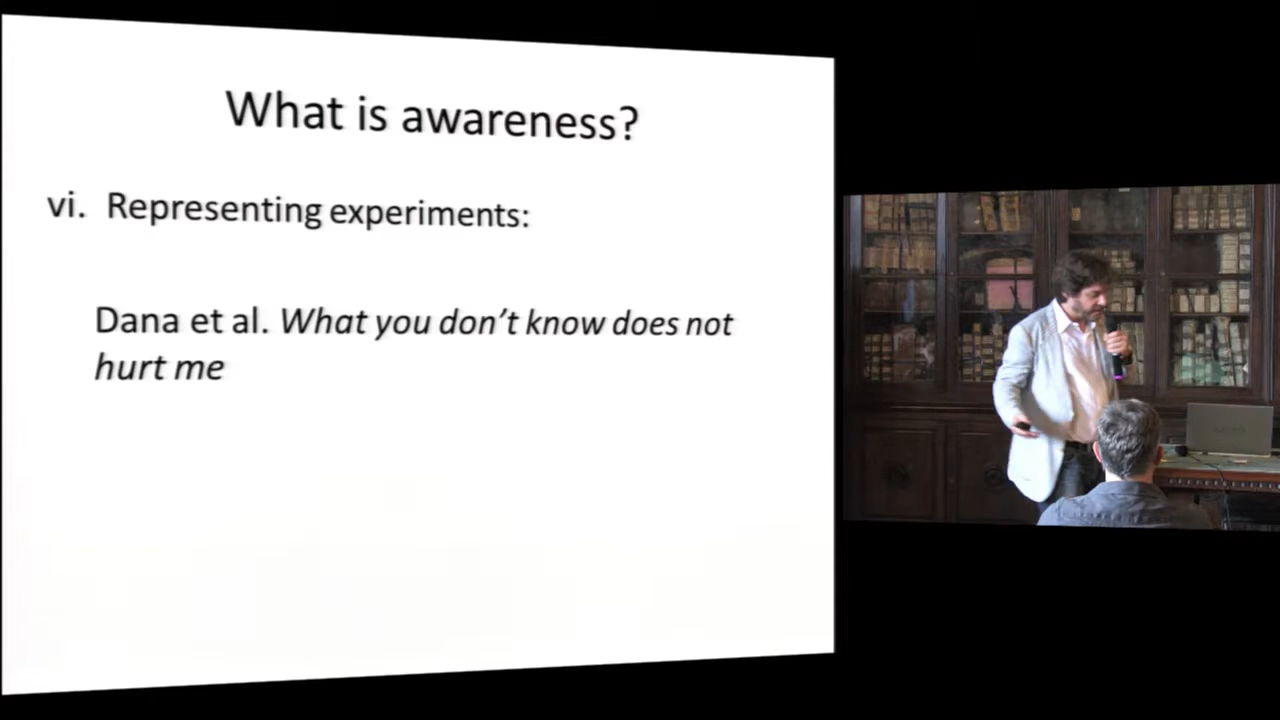 What is awareness?
vi. Representing experiments:
Dana et al. What you don't know does not
hurt me